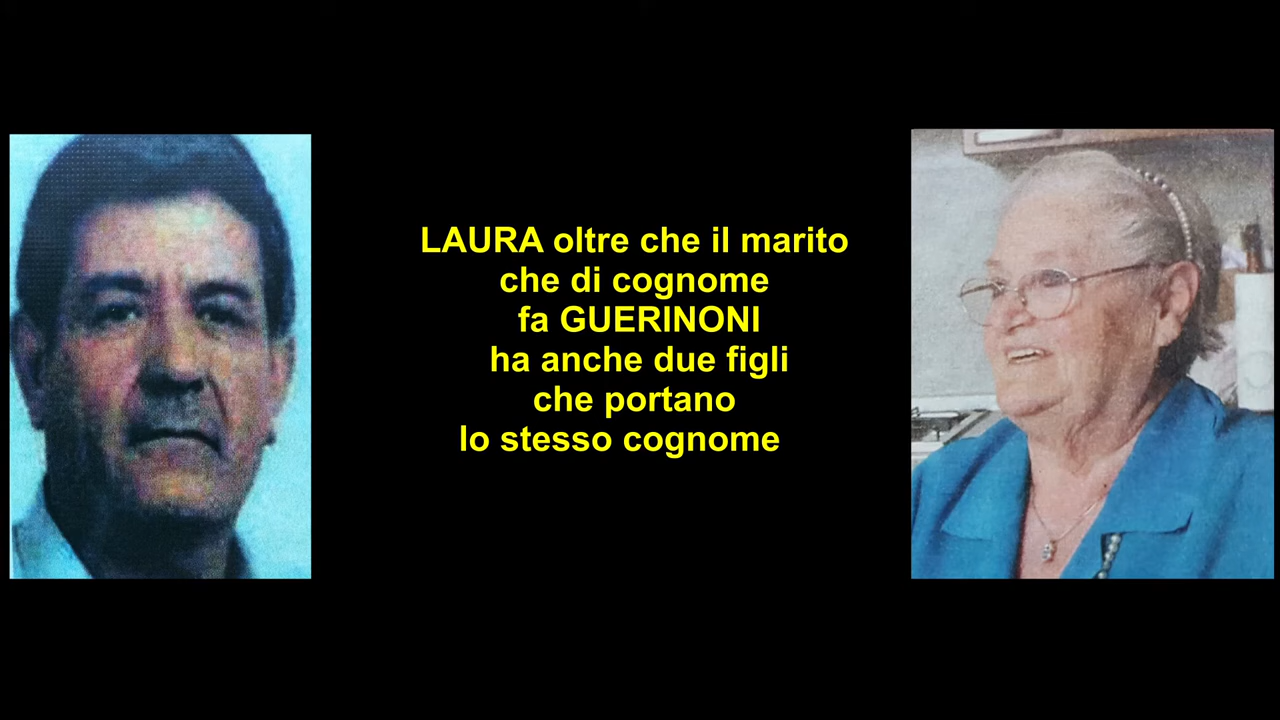 LAURA oltre che il marito
che di cognome
fa GUERINONI
ha anche due figli
che portano
lo stesso cognome